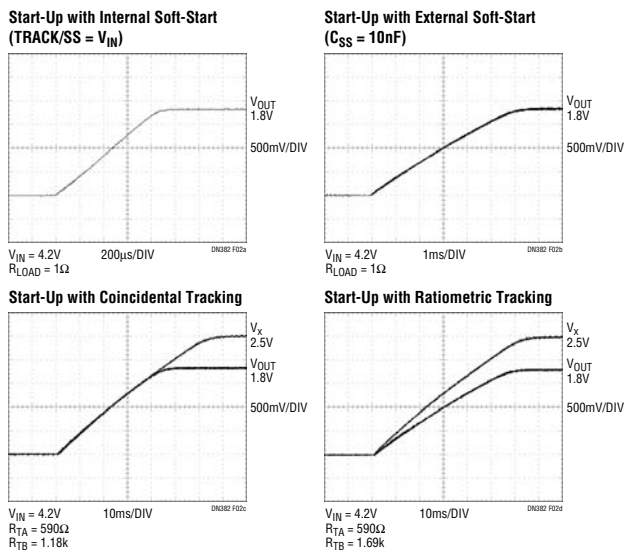 Start-Up with Internal Soft-Start
(TRACK/SS = VIN)
VOUT
1.8V
500mV/DIV
VIN = 4.2V
200µs/DIV
DN382 F02a
RLOAD = 1Ω
Start-Up with External Soft-Start
(CSS = 10nF)
VOUT
1.8V
500mV/DIV
VIN = 4.2V
1ms/DIV
DN382 F02b
RLOAD = 1Ω
Start-Up with Coincidental Tracking
Vx
2.5V
VOUT
1.8V
500mV/DIV
VIN = 4.2V
10ms/DIV
DN382 F02c
RTA = 590Ω
RTB = 1.18k
Start-Up with Ratiometric Tracking
Vx
2.5V
VOUT
1.8V
500mV/DIV
VIN = 4.2V
10ms/DIV
DN382 F02d
RTA = 590Ω
RTB = 1.69k